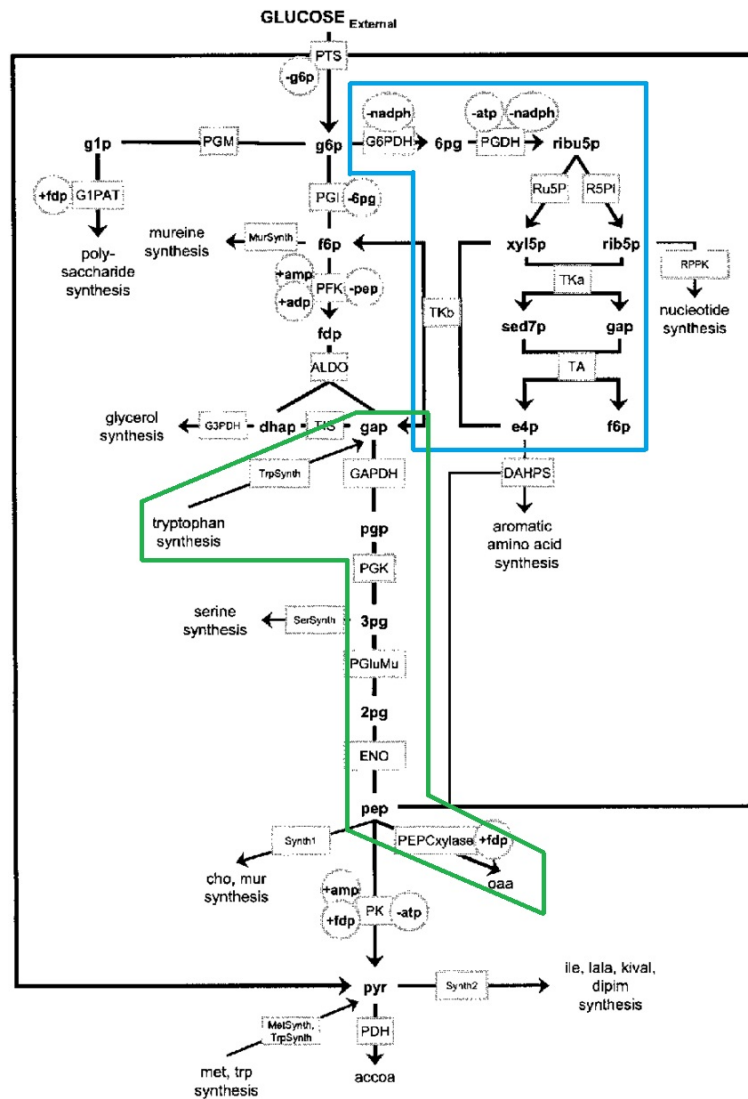 GLUCOSE External
PTS
-g6p
-nadph
-atp
-nadph
g1p
PGM
g6p
G6PDH
6pg
PGDH
ribu5p
+fdp
G1PAT
PGI
-6pg
Ru5P
R5PI
mureine
synthesis
MurSynth
f6p
xyl5p
rib5p
poly-
saccharide
synthesis
+amp
+adp
PFK
-pep
TKa
RPPK
fdp
TKb
sed7p
gap
nucleotide
synthesis
ALDO
TA
glycerol
synthesis
G3PDH
dhap
TIS
gap
e4p
f6p
TrpSynth
GAPDH
DAHPS
tryptophan
synthesis
pgp
aromatic
amino acid
synthesis
PGK
serine
synthesis
SerSynth
3pg
PGluMu
2pg
ENO
pep
Synth1
PEPCxylase
+fdp
cho, mur
synthesis
oaa
+amp
+fdp
PK
-atp
pyr
Synth2
ile, lala, kival,
dipim
synthesis
MetSynth,
TrpSynth
PDH
met, trp
synthesis
accoa